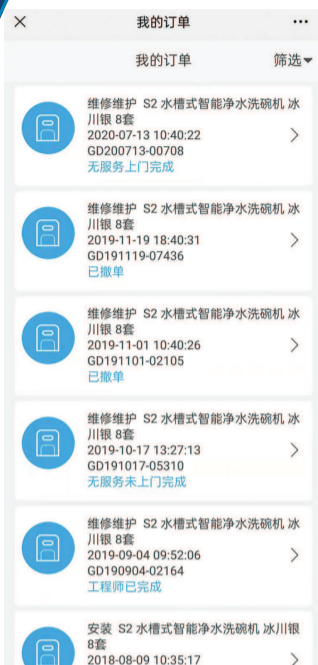 我的订单
我的订单 筛选
维修维护 S2 水槽式智能净水洗碗机 冰
川银 8套
2020-07-13 10:40:22
GD200713-00708
无服务上门完成
维修维护 S2 水槽式智能净水洗碗机 冰
川银 8套
2019-11-19 18:40:31
GD191119-07436
已撤单
维修维护 S2 水槽式智能净水洗碗机 冰
川银 8套
2019-11-01 10:40:26
GD191101-02105
已撤单
维修维护 S2 水槽式智能净水洗碗机 冰
川银 8套
2019-10-17 13:27:13
GD191017-05310
无服务未上门完成
维修维护 S2 水槽式智能净水洗碗机 冰
川银 8套
2019-09-04 09:52:06
GD190904-02164
工程师已完成
安装 S2 水槽式智能净水洗碗机 冰川银
8套
2018-08-09 10:35:17